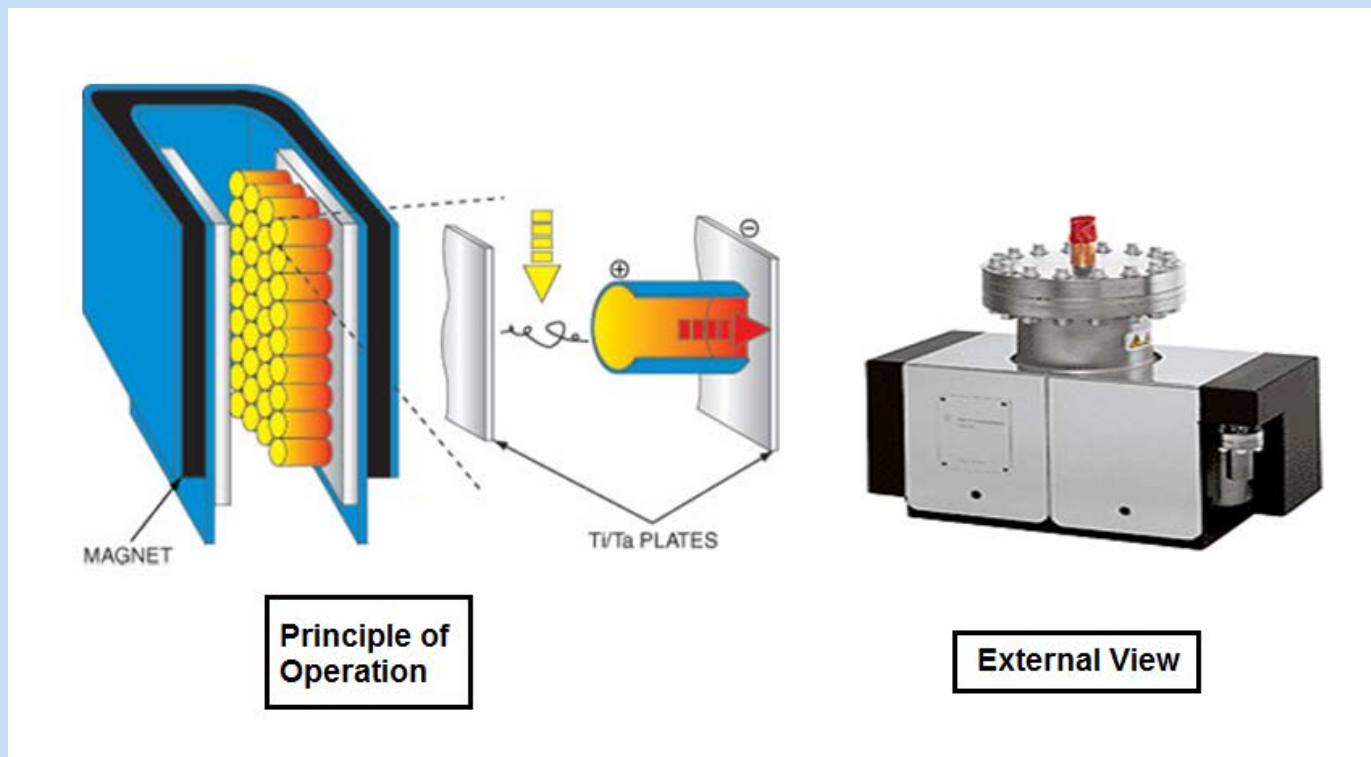 MAGNET
⊕
⊖
Ti/Ta PLATES
Principle of
Operation
External View